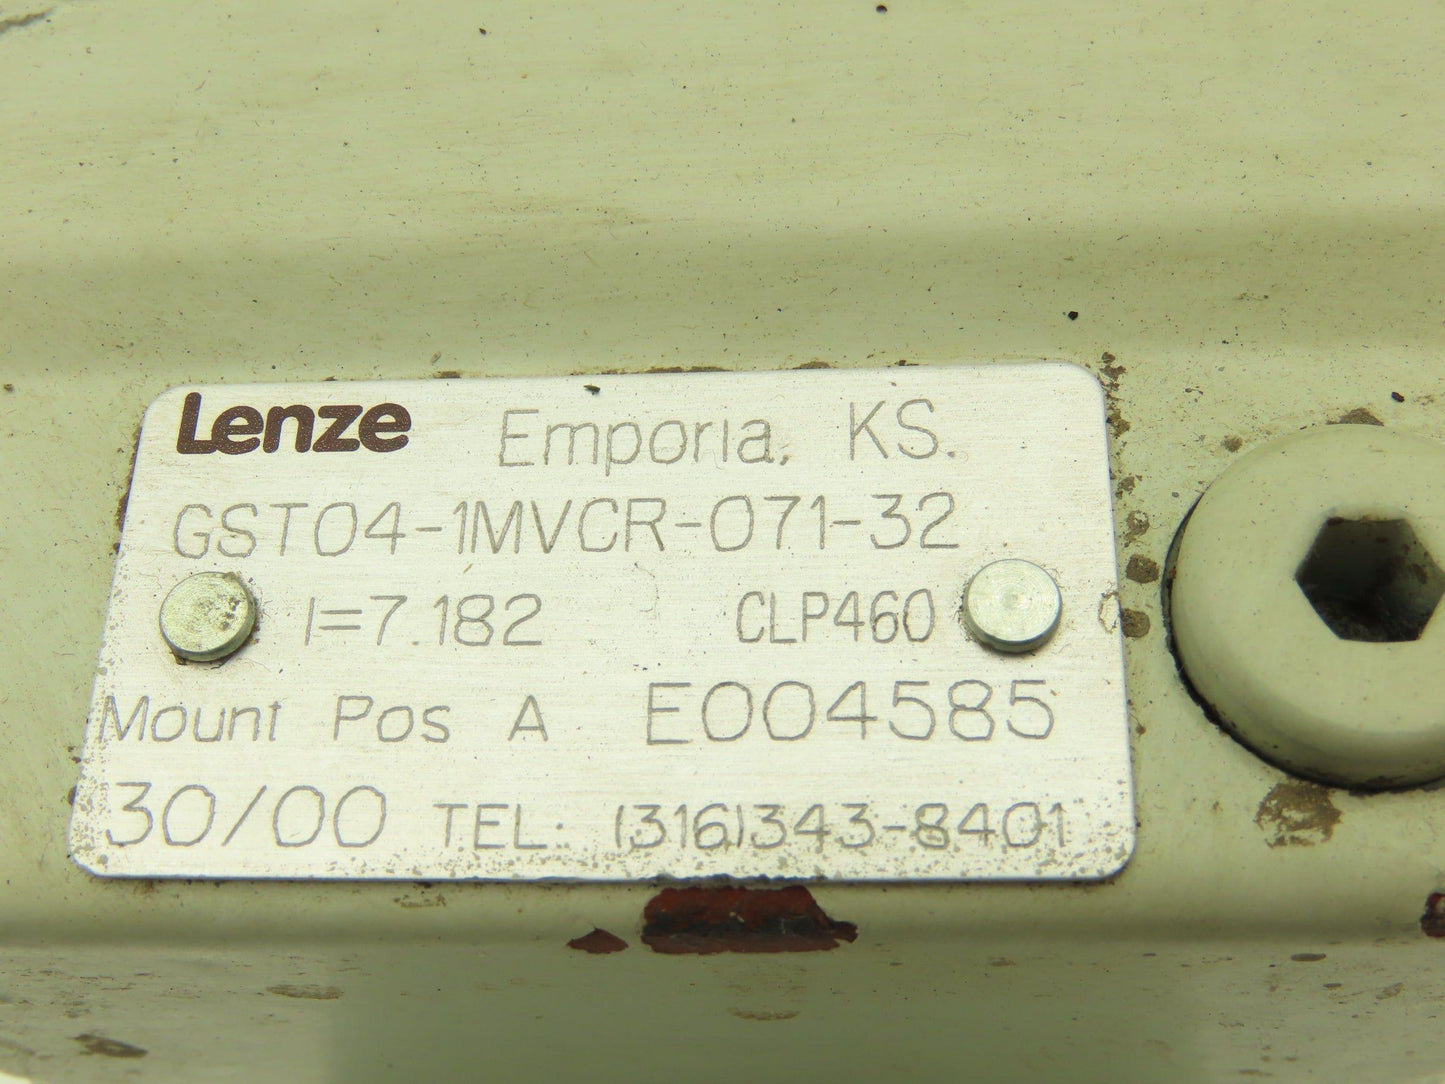 Lenze Emporia, KS.
GST04-1MVCR-071-32
I=7.182 CLP460
Mount Pos A E004585
30/00 TEL: (316)343-8401